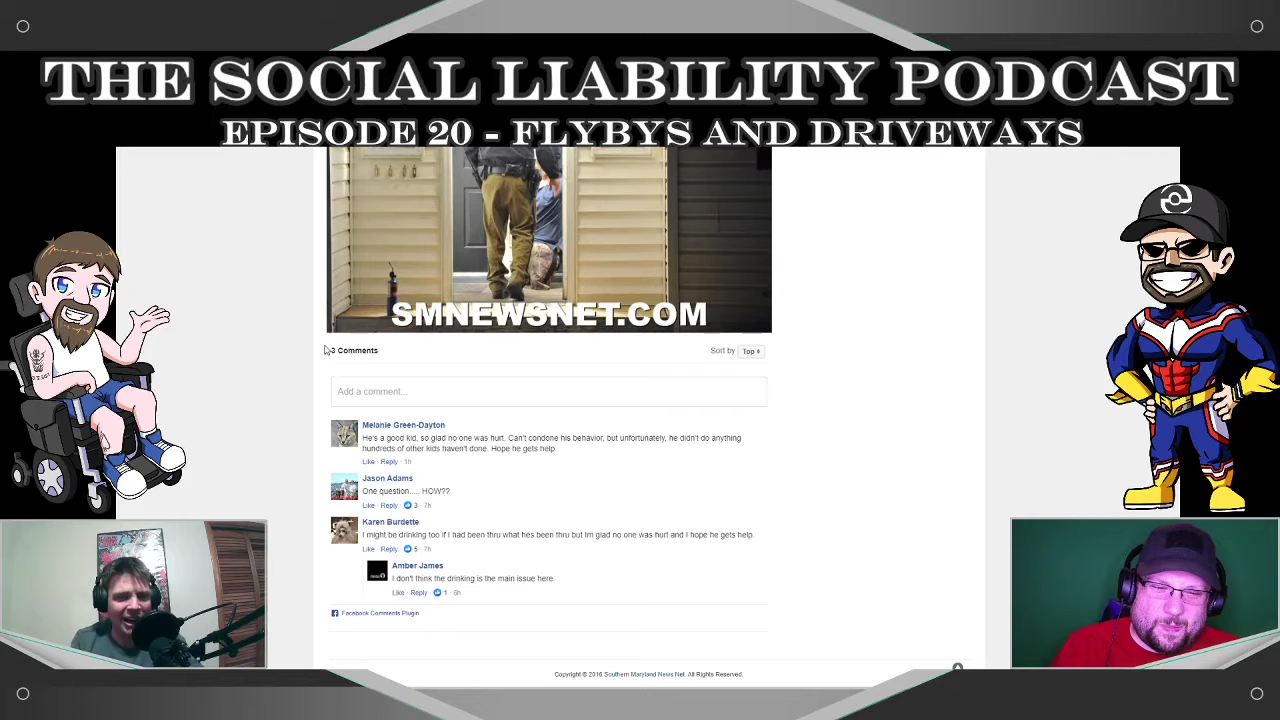 THE SOCIAL LIABILITY PODCAST
EPISODE 20 - FLYBYS AND DRIVEWAYS
SMNEWSNET.COM
3 Comments
Sort by Top
Add a comment...
Melanie Green-Dayton
He's a good kid, so glad no one was hurt. Can't condone his behavior, but unfortunately, he didn't do anything
hundreds of other kids haven't done. Hope he gets help.
Like · Reply · 1h
Jason Adams
One question..... HOW??
Like · Reply · 3 · 7h
Karen Burdette
I might be drinking too if I had been thru what hes been thru but Im glad no one was hurt and I hope he gets help.
Like · Reply · 5 · 7h
Amber James
I don't think the drinking is the main issue here.
Like · Reply · 1 · 6h
Facebook Comments Plugin
Copyright © 2016 Southern Maryland News Net. All Rights Reserved.